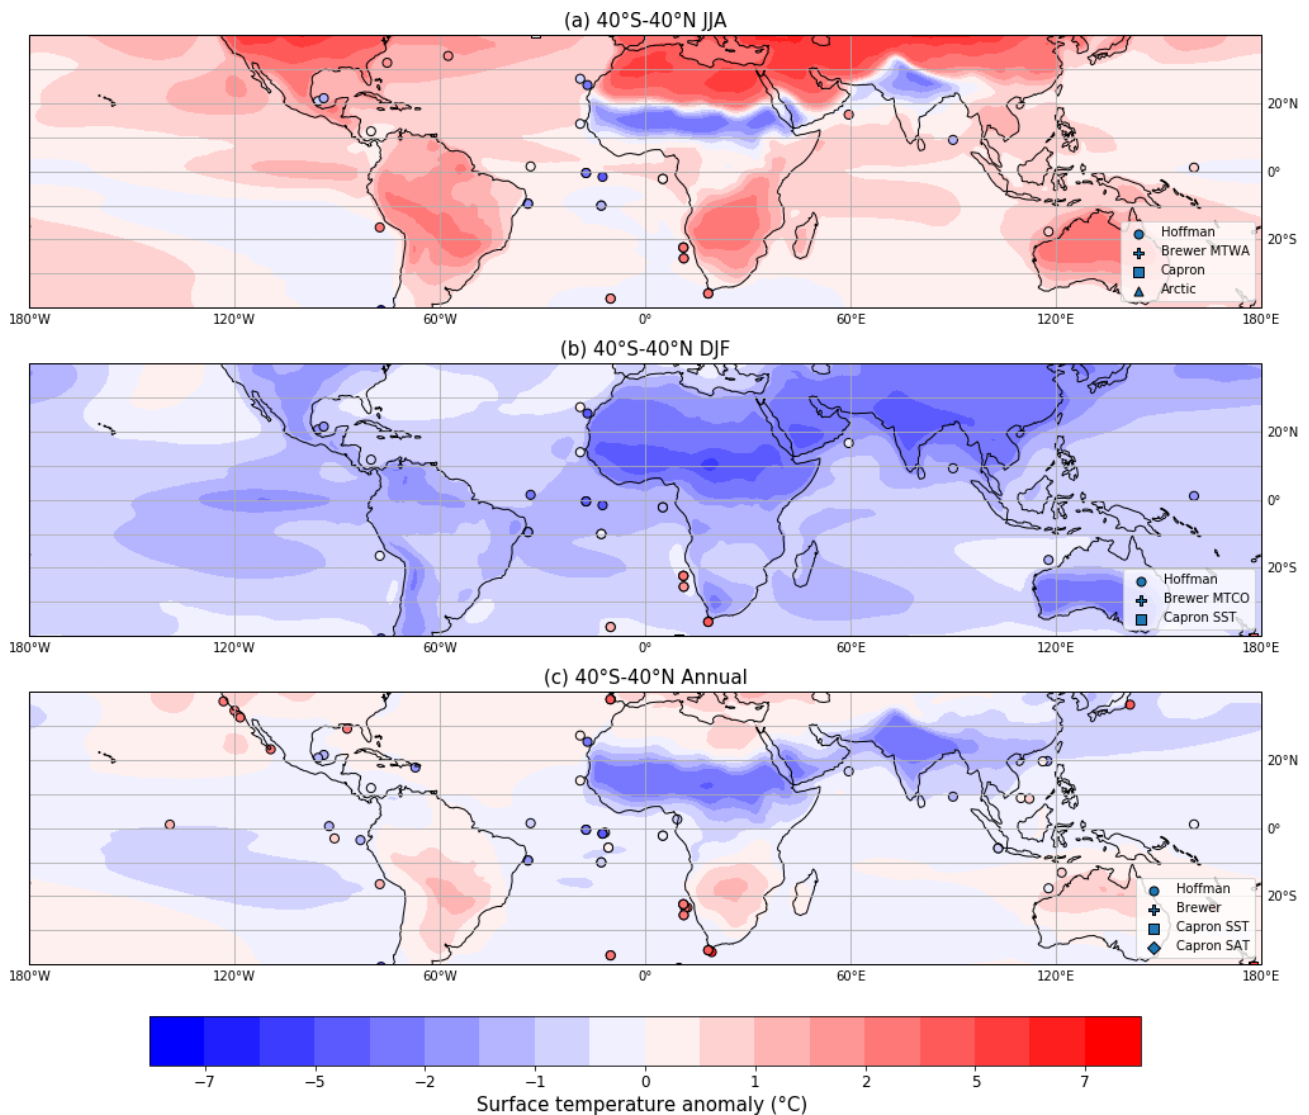 (a) 40°S-40°N JJA
20°N
0°
20°S
Hoffman
Brewer MTWA
Capron
Arctic
180°W 120°W 60°W 0° 60°E 120°E 180°E
(b) 40°S-40°N DJF
20°N
0°
20°S
Hoffman
Brewer MTCO
Capron SST
180°W 120°W 60°W 0° 60°E 120°E 180°E
(c) 40°S-40°N Annual
20°N
0°
20°S
Hoffman
Brewer
Capron SST
Capron SAT
180°W 120°W 60°W 0° 60°E 120°E 180°E
−7 −5 −2 −1 0 1 2 5 7
Surface temperature anomaly (°C)